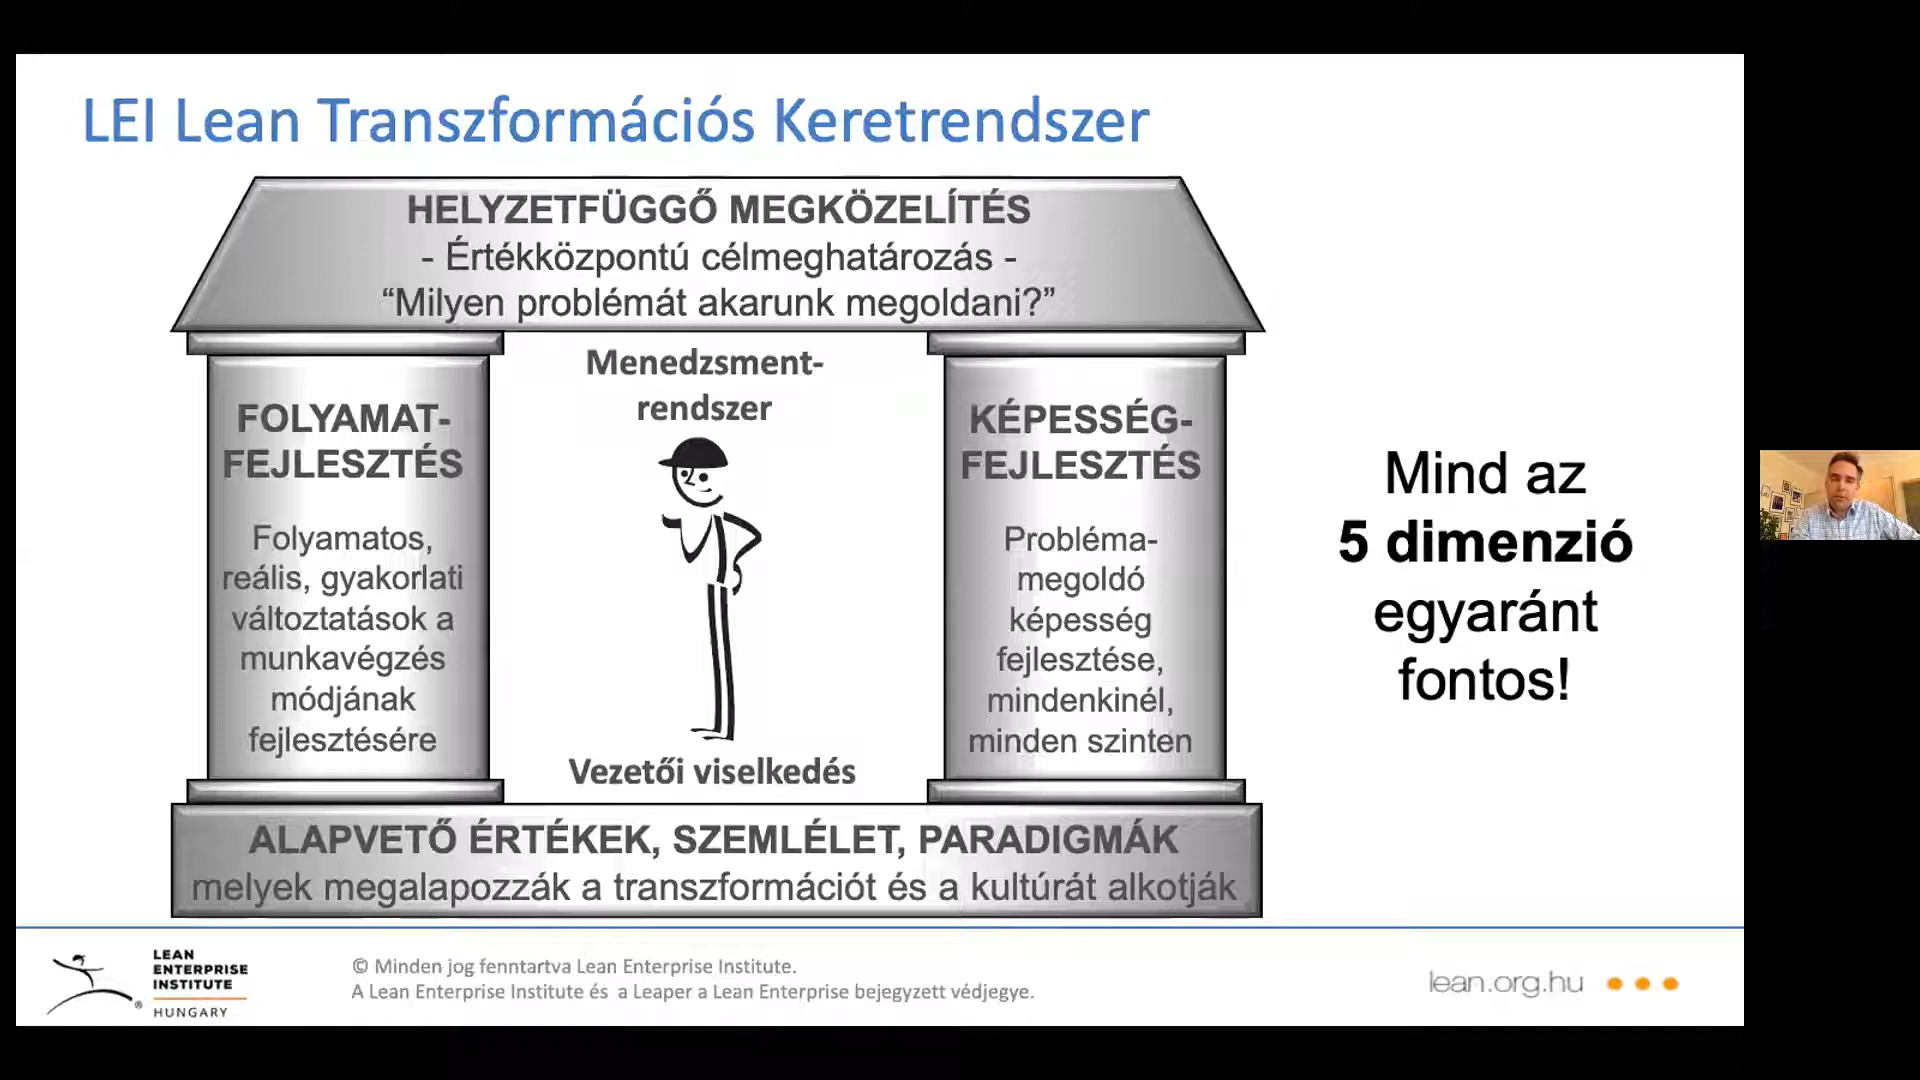 LEI Lean Transzformációs Keretrendszer
HELYZETFÜGGŐ MEGKÖZELÍTÉS
- Értékközpontú célmeghatározás -
“Milyen problémát akarunk megoldani?”
FOLYAMAT-
FEJLESZTÉS
Folyamatos,
reális, gyakorlati
változtatások a
munkavégzés
módjának
fejlesztésére
Menedzsment-
rendszer
Vezetői viselkedés
KÉPESSÉG-
FEJLESZTÉS
Probléma-
megoldó
képesség
fejlesztése,
mindenkinél,
minden szinten
ALAPVETŐ ÉRTÉKEK, SZEMLÉLET, PARADIGMÁK
melyek megalapozzák a transzformációt és a kultúrát alkotják
Mind az
5 dimenzió
egyaránt
fontos!
LEAN
ENTERPRISE
INSTITUTE
HUNGARY
®
© Minden jog fenntartva Lean Enterprise Institute.
A Lean Enterprise Institute és a Leaper a Lean Enterprise bejegyzett védjegye.
lean.org.hu